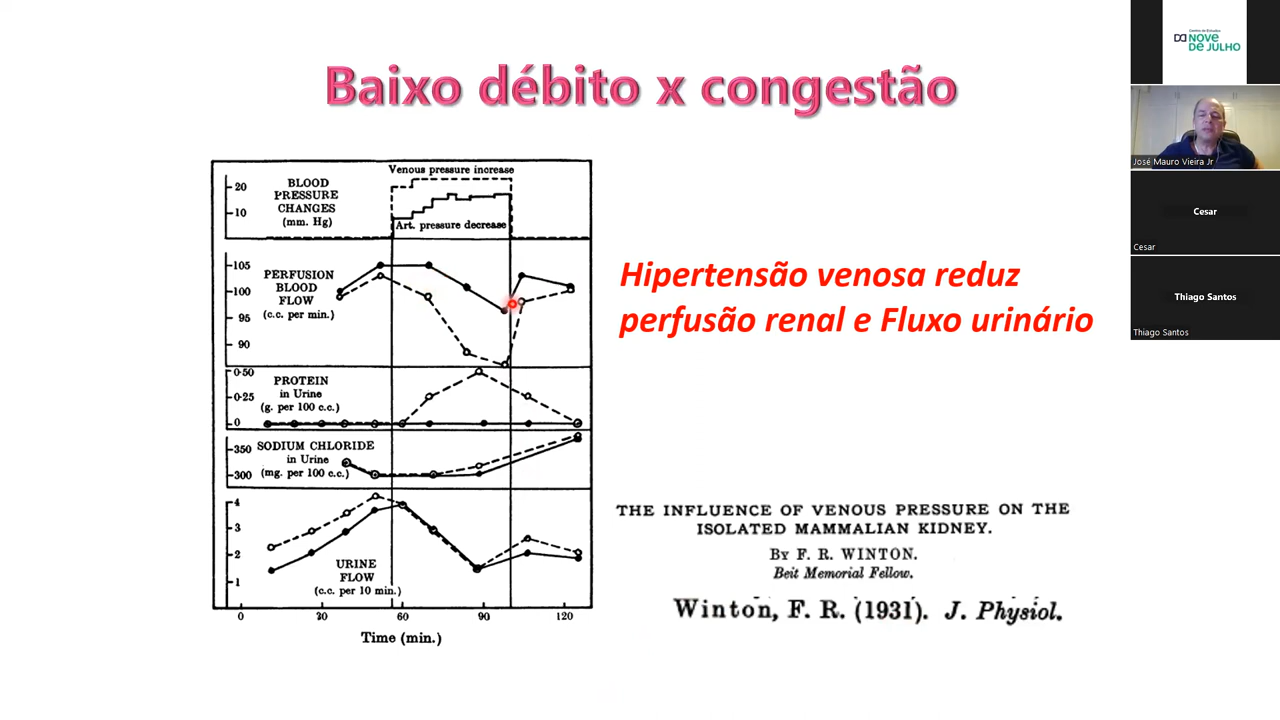 Baixo débito x congestão
Venous pressure increase
BLOOD
PRESSURE
CHANGES
(mm. Hg)
20
10
Art. pressure decrease
PERFUSION
BLOOD
FLOW
(c.c. per min.)
105
100
95
90
PROTEIN
in Urine
(g. per 100 c.c.)
0·50
0·25
0
SODIUM CHLORIDE
in Urine
(mg. per 100 c.c.)
350
300
URINE
FLOW
(c.c. per 10 min.)
4
3
2
1
0 30 60 90 120
Time (min.)
Hipertensão venosa reduz
perfusão renal e Fluxo urinário
THE INFLUENCE OF VENOUS PRESSURE ON THE
ISOLATED MAMMALIAN KIDNEY.
BY F. R. WINTON.
Beit Memorial Fellow.
Winton, F. R. (1931). J. Physiol.
Centro de Estudos
NOVE
DE JULHO
José Mauro Vieira Jr
Cesar
Cesar
Thiago Santos
Thiago Santos